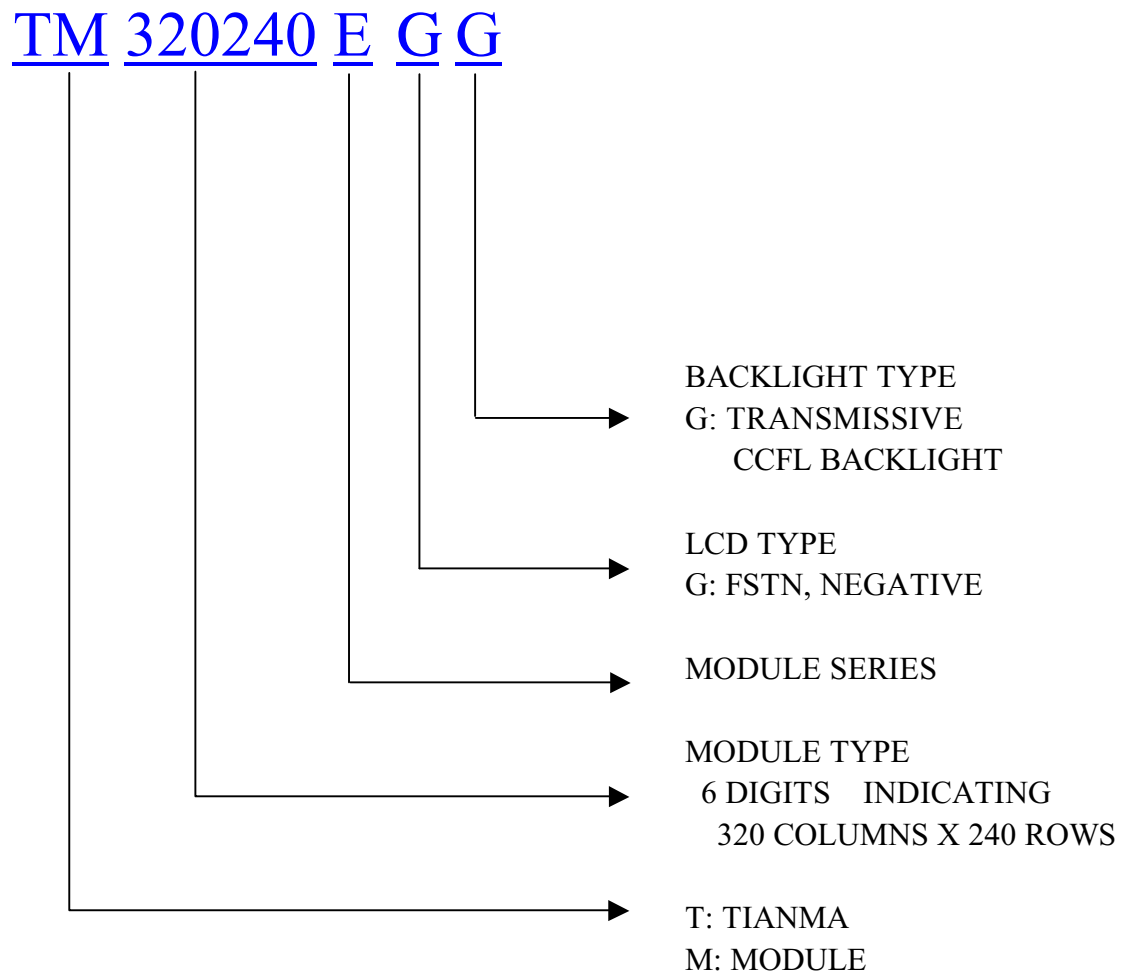 TM 320240 E G G
BACKLIGHT TYPE
G: TRANSMISSIVE
CCFL BACKLIGHT
LCD TYPE
G: FSTN, NEGATIVE
MODULE SERIES
MODULE TYPE
6 DIGITS INDICATING
320 COLUMNS X 240 ROWS
T: TIANMA
M: MODULE